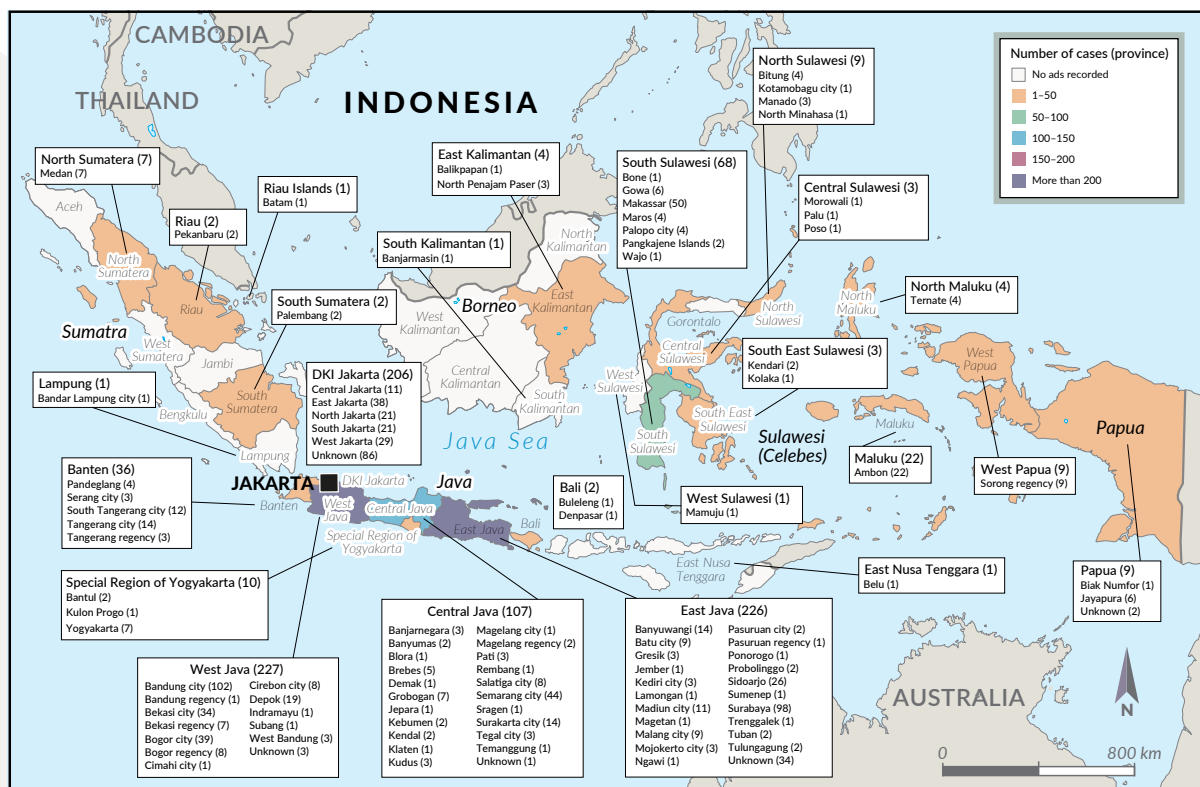 CAMBODIA
THAILAND
INDONESIA
Number of cases (province)
No ads recorded
1–50
50–100
100–150
150–200
More than 200
North Sulawesi (9)
Bitung (4)
Kotamobagu city (1)
Manado (3)
North Minahasa (1)
North Sumatera (7)
Medan (7)
Riau Islands (1)
Batam (1)
Riau (2)
Pekanbaru (2)
East Kalimantan (4)
Balikpapan (1)
North Penajam Paser (3)
South Kalimantan (1)
Banjarmasin (1)
South Sulawesi (68)
Bone (1)
Gowa (6)
Makassar (50)
Maros (4)
Palopo city (4)
Pangkajene Islands (2)
Wajo (1)
Central Sulawesi (3)
Morowali (1)
Palu (1)
Poso (1)
North Maluku (4)
Ternate (4)
South Sumatera (2)
Palembang (2)
South East Sulawesi (3)
Kendari (2)
Kolaka (1)
Lampung (1)
Bandar Lampung city (1)
DKI Jakarta (206)
Central Jakarta (11)
East Jakarta (38)
North Jakarta (21)
South Jakarta (21)
West Jakarta (29)
Unknown (86)
Aceh
North
Sumatera
Riau
Sumatra
West
Sumatera
Jambi
Bengkulu
South
Sumatera
Lampung
North
Kalimantan
East
Kalimantan
Borneo
West
Kalimantan
Central
Kalimantan
South
Kalimantan
Java Sea
Gorontalo
North
Sulawesi
Central
Sulawesi
West
Sulawesi
South
Sulawesi
South East
Sulawesi
Sulawesi
(Celebes)
North
Maluku
Maluku
West
Papua
Papua
Maluku (22)
Ambon (22)
West Papua (9)
Sorong regency (9)
Banten (36)
Pandeglang (4)
Serang city (3)
South Tangerang city (12)
Tangerang city (14)
Tangerang regency (3)
JAKARTA
DKI Jakarta
Java
Banten
West
Java
Central Java
Special Region of
Yogyakarta
East Java
Bali
Bali (2)
Buleleng (1)
Denpasar (1)
West Sulawesi (1)
Mamuju (1)
East Nusa
Tenggara
East Nusa Tenggara (1)
Belu (1)
Papua (9)
Biak Numfor (1)
Jayapura (6)
Unknown (2)
Special Region of Yogyakarta (10)
Bantul (2)
Kulon Progo (1)
Yogyakarta (7)
West Java (227)
Bandung city (102)
Bandung regency (1)
Bekasi city (34)
Bekasi regency (7)
Bogor city (39)
Bogor regency (8)
Cimahi city (1)
Cirebon city (8)
Depok (19)
Indramayu (1)
Subang (1)
West Bandung (3)
Unknown (3)
Central Java (107)
Banjarnegara (3)
Banyumas (2)
Blora (1)
Brebes (5)
Demak (1)
Grobogan (7)
Jepara (1)
Kebumen (2)
Kendal (2)
Klaten (1)
Kudus (3)
Magelang city (1)
Magelang regency (2)
Pati (3)
Rembang (1)
Salatiga city (8)
Semarang city (44)
Sragen (1)
Surakarta city (14)
Tegal city (3)
Temanggung (1)
Unknown (1)
East Java (226)
Banyuwangi (14)
Batu city (9)
Gresik (3)
Jember (1)
Kediri city (3)
Lamongan (1)
Madiun city (11)
Magetan (1)
Malang city (9)
Mojokerto city (3)
Ngawi (1)
Pasuruan city (2)
Pasuruan regency (1)
Ponorogo (1)
Probolinggo (2)
Sidoarjo (26)
Sumenep (1)
Surabaya (98)
Trenggalek (1)
Tuban (2)
Tulungagung (2)
Unknown (34)
AUSTRALIA
N
0
800 km